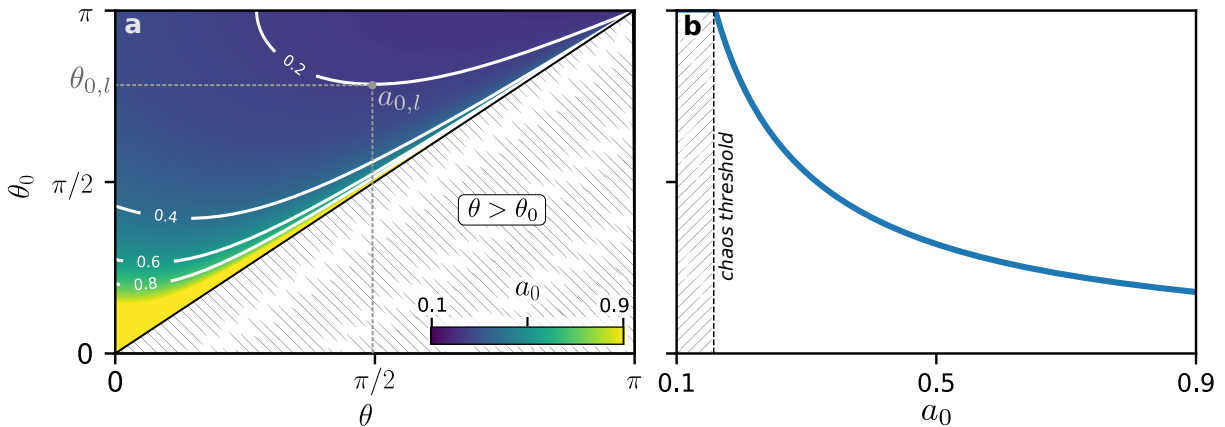 a
π
θ₀,l
π/2
0
θ₀
0.2
a₀,l
0.4
0.6
0.8
θ > θ₀
a₀
0.1
0.9
0
π/2
π
θ
b
chaos threshold
0.1
0.5
0.9
a₀